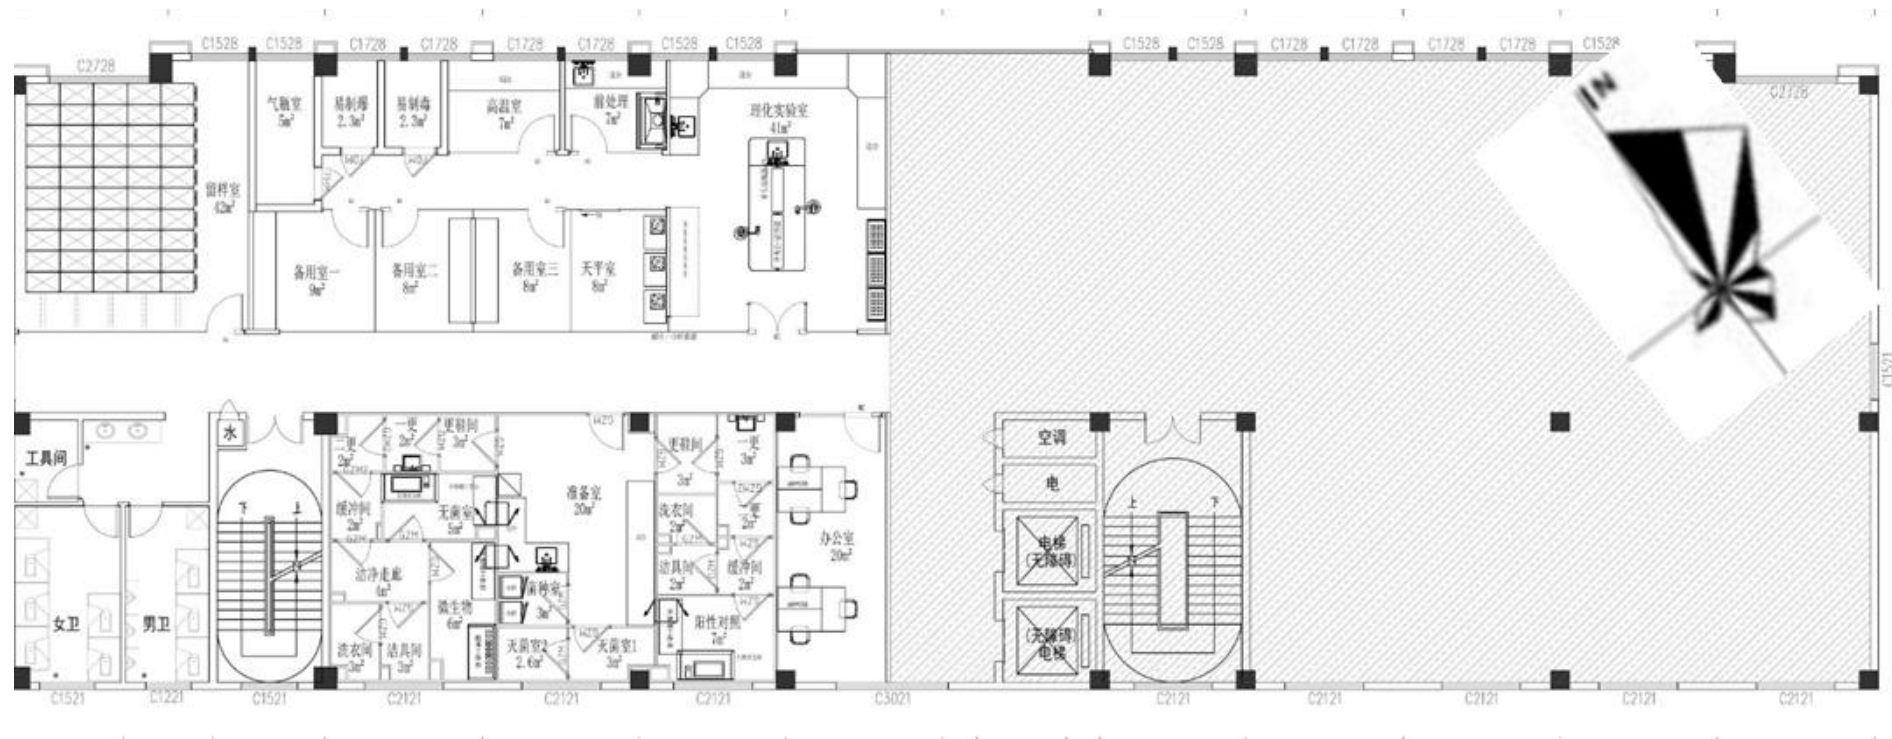 C1528
C1528
C1728
C1728
C1728
C1728
C1528
C1528
C1528
C1528
C1728
C1728
C1728
C1728
C1528
C2728
C2728
IN
气瓶室
5m²
易制爆
2.3m²
易制毒
2.3m²
高温室
7m²
前处理
7m²
理化实验室
41m²
留样室
42m²
备用室一
9m²
备用室二
8m²
备用室三
8m²
天平室
8m²
C1521
水
工具间
二更
2m²
一更
2m²
更鞋间
3m²
准备室
20m²
更鞋间
3m²
一更
3m²
空调
电
缓冲间
2m²
无菌室
5m²
洗衣间
2m²
二更
2m²
办公室
20m²
下
上
上
下
电梯
(无障碍)
洁净走廊
6m²
微生物
6m²
菌种室
3m²
洁具间
2m²
缓冲间
2m²
女卫
男卫
洗衣间
3m²
洁具间
3m²
灭菌室2
2.6m²
灭菌室1
3m²
阳性对照
7m²
(无障碍)
电梯
C1521
C1221
C1521
C2121
C2721
C2121
C3021
C2121
C2121
C2121
C2121
C2121